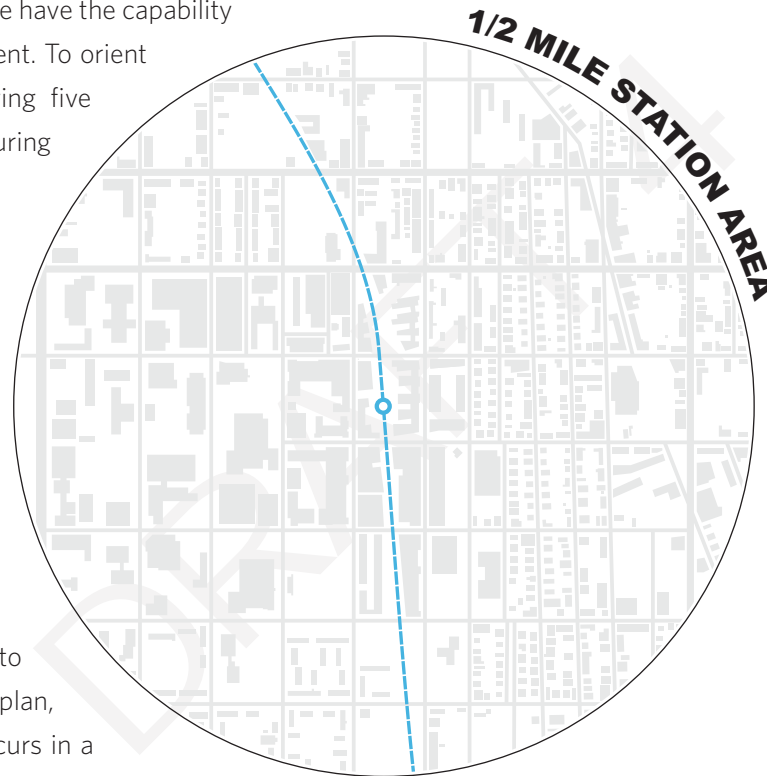 e have the capability
1/2 MILE STATION AREA
ent. To orient
ing five
uring
DRAFT
to
plan,
curs in a